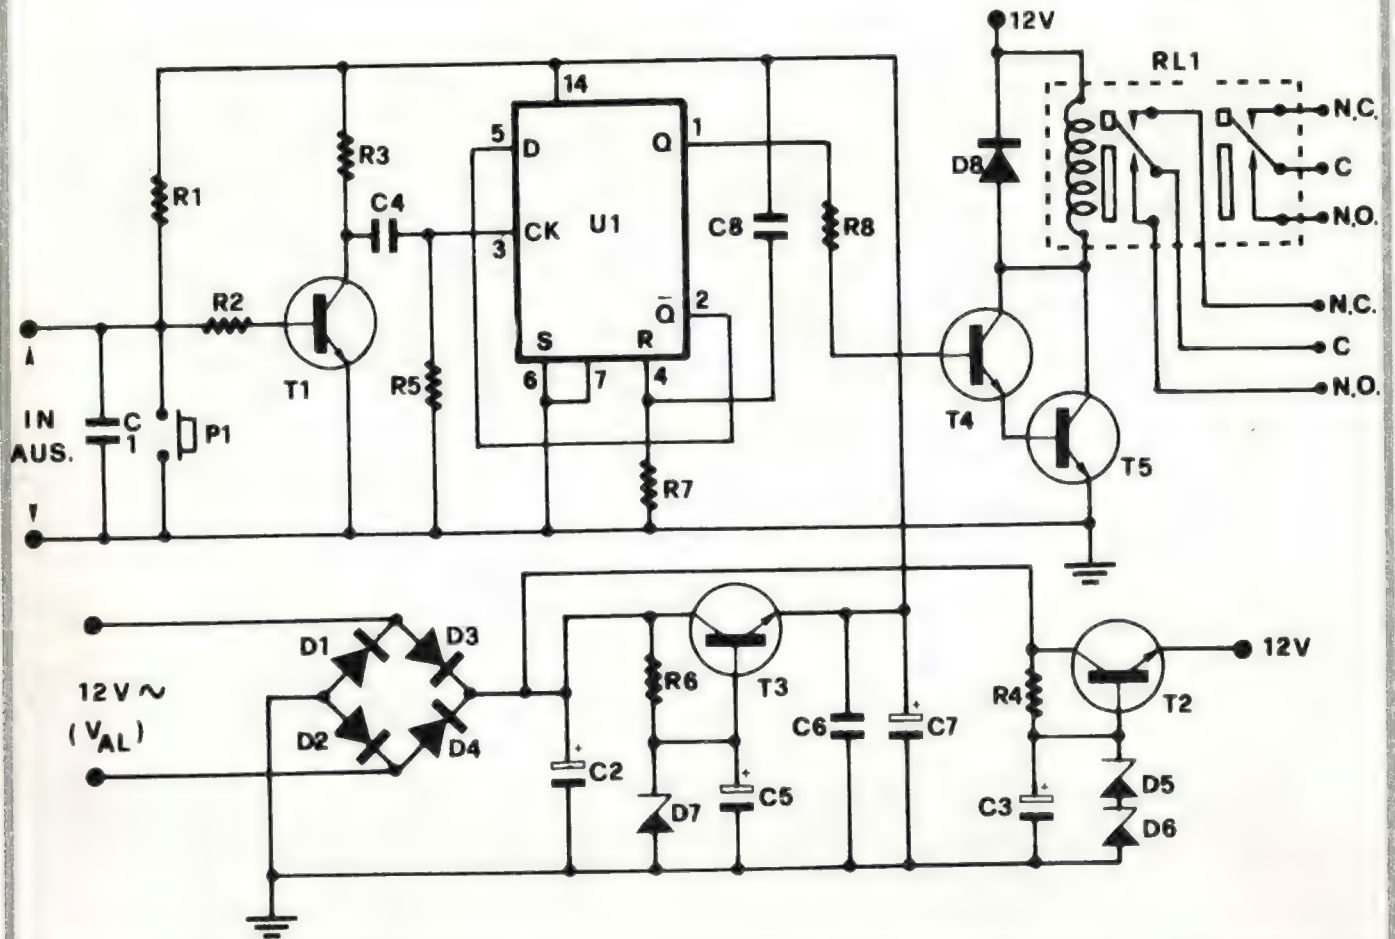 12V
RL1
14
N.C.
5
D
Q
1
R3
D8
R1
C4
C
3
CK
U1
C8
R8
N.O.
R2
Q̅
2
N.C.
S
R
C
T1
R5
6
7
4
N.O.
IN
AUS.
C
1
P1
T4
R7
T5
D1
D3
12V
12V ~
(VAL)
R6
T3
R4
T2
D2
D4
C6
+
C7
+
C2
+
C5
D7
C3
+
D5
D6